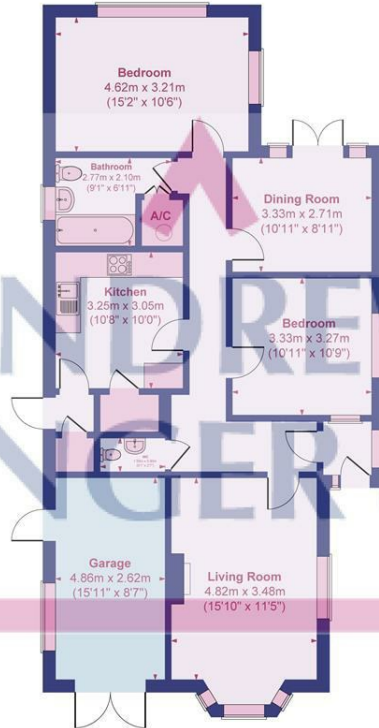 Bedroom
4.62m x 3.21m
(15'2" x 10'6")
Bathroom
2.77m x 2.10m
(9'1" x 6'11")
A/C
Dining Room
3.33m x 2.71m
(10'11" x 8'11")
Kitchen
3.25m x 3.05m
(10'8" x 10'0")
Bedroom
3.33m x 3.27m
(10'11" x 10'9")
NDRE
NGER
WC
Garage
4.86m x 2.62m
(15'11" x 8'7")
Living Room
4.82m x 3.48m
(15'10" x 11'5")